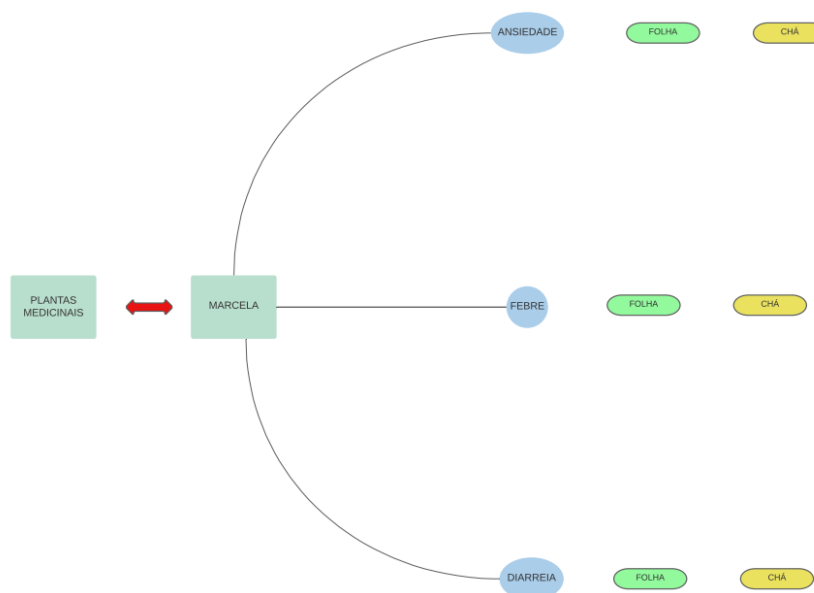 ANSIEDADE
FOLHA
CHÁ
PLANTAS
MEDICINAIS
MARCELA
FEBRE
FOLHA
CHÁ
DIARREIA
FOLHA
CHÁ